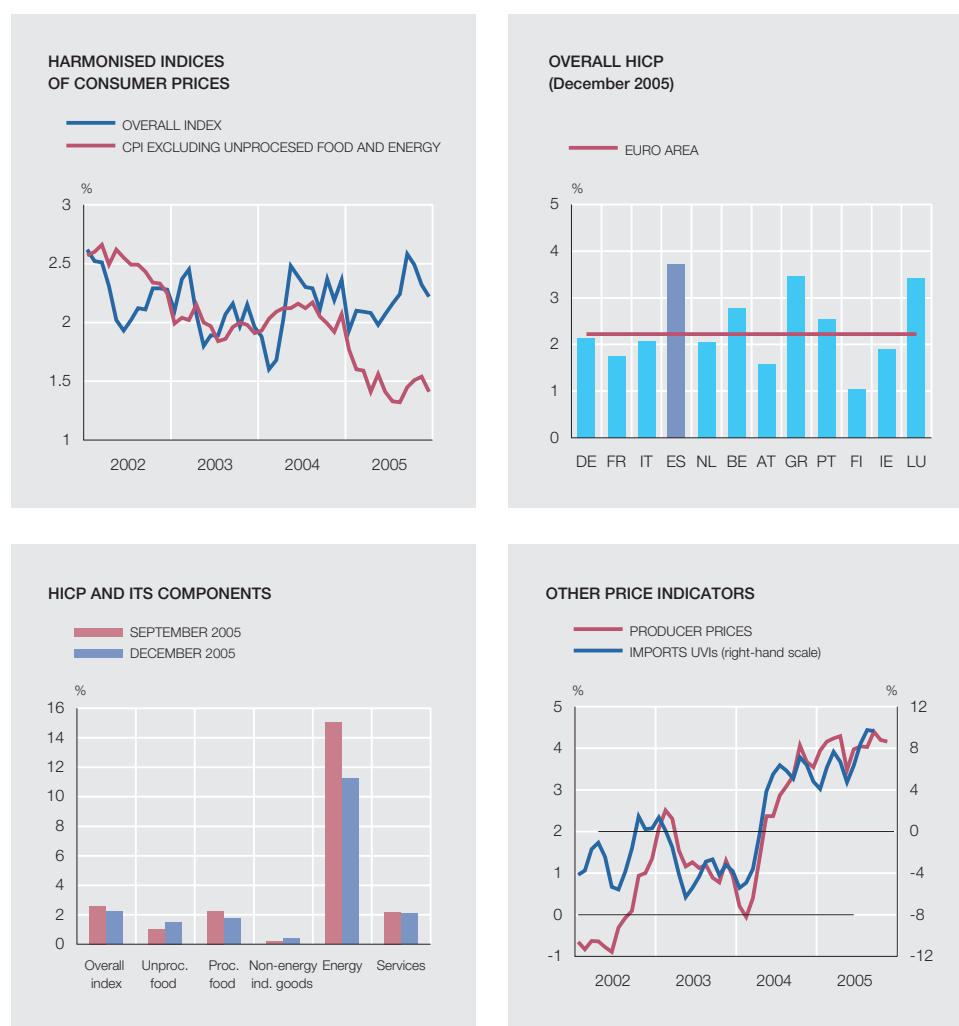 HARMONISED INDICES
OF CONSUMER PRICES
OVERALL INDEX
CPI EXCLUDING UNPROCESED FOOD AND ENERGY
%
3
2.5
2
1.5
1
2002 2003 2004 2005
OVERALL HICP
(December 2005)
EURO AREA
%
5
4
3
2
1
0
DE FR IT ES NL BE AT GR PT FI IE LU
HICP AND ITS COMPONENTS
SEPTEMBER 2005
DECEMBER 2005
%
16
14
12
10
8
6
4
2
0
Overall Unproc. Proc. Non-energy Energy Services
index food food ind. goods
OTHER PRICE INDICATORS
PRODUCER PRICES
IMPORTS UVIs (right-hand scale)
% %
5 12
4 8
3 4
2 0
1 -4
0 -8
-1 -12
2002 2003 2004 2005